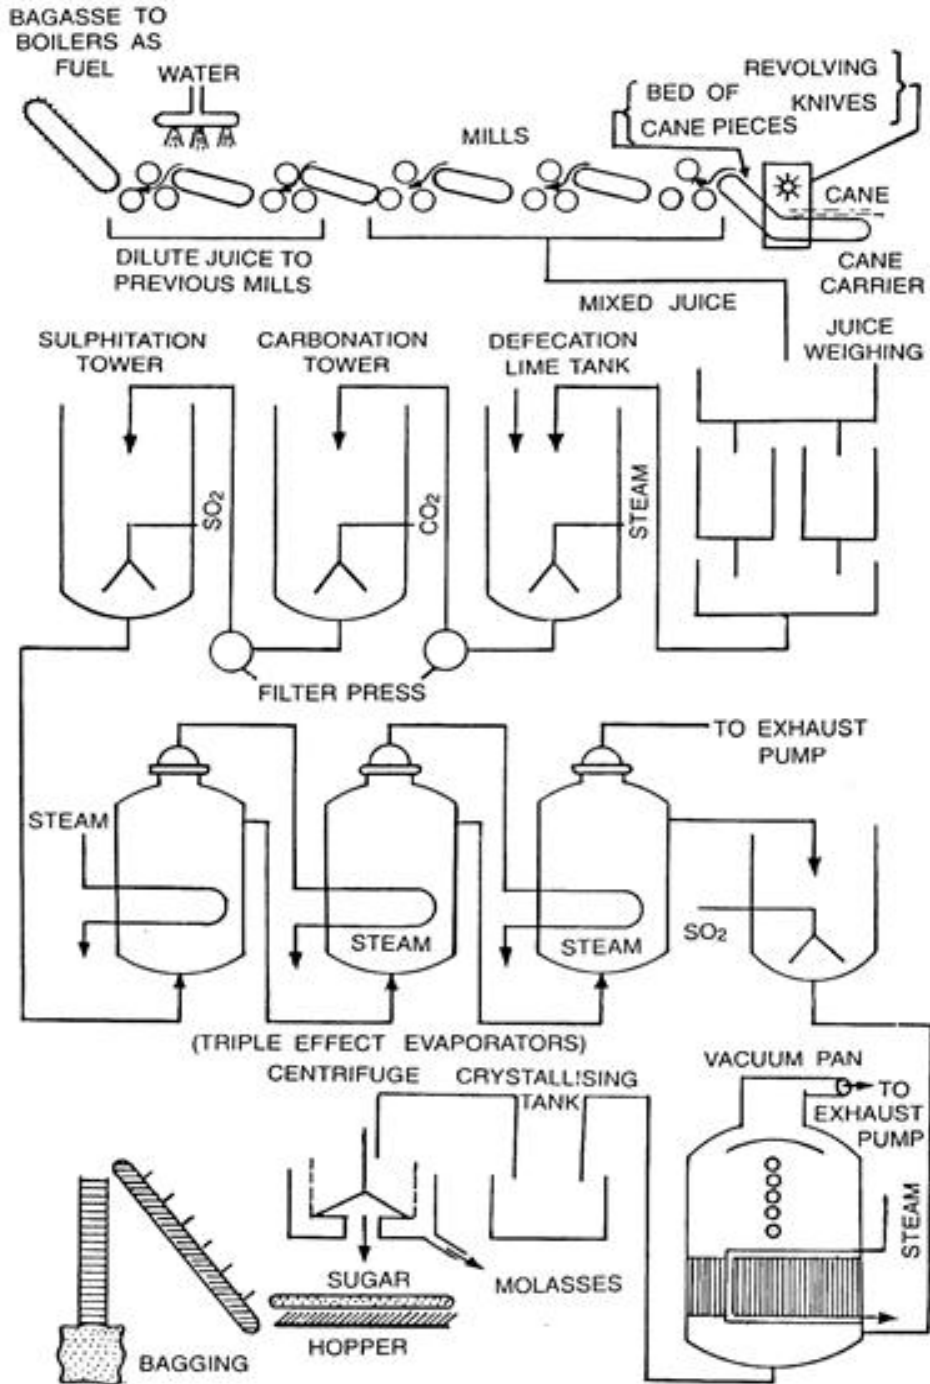 BAGASSE TO
BOILERS AS
FUEL
WATER
MILLS
BED OF
CANE PIECES
REVOLVING
KNIVES
CANE
CANE
CARRIER
DILUTE JUICE TO
PREVIOUS MILLS
MIXED JUICE
JUICE
WEIGHING
SULPHITATION
TOWER
CARBONATION
TOWER
DEFECATION
LIME TANK
SO₂
CO₂
STEAM
FILTER PRESS
TO EXHAUST
PUMP
STEAM
STEAM
STEAM
SO₂
(TRIPLE EFFECT EVAPORATORS)
CENTRIFUGE
CRYSTALLISING
TANK
VACUUM PAN
TO
EXHAUST
PUMP
STEAM
SUGAR
MOLASSES
HOPPER
BAGGING